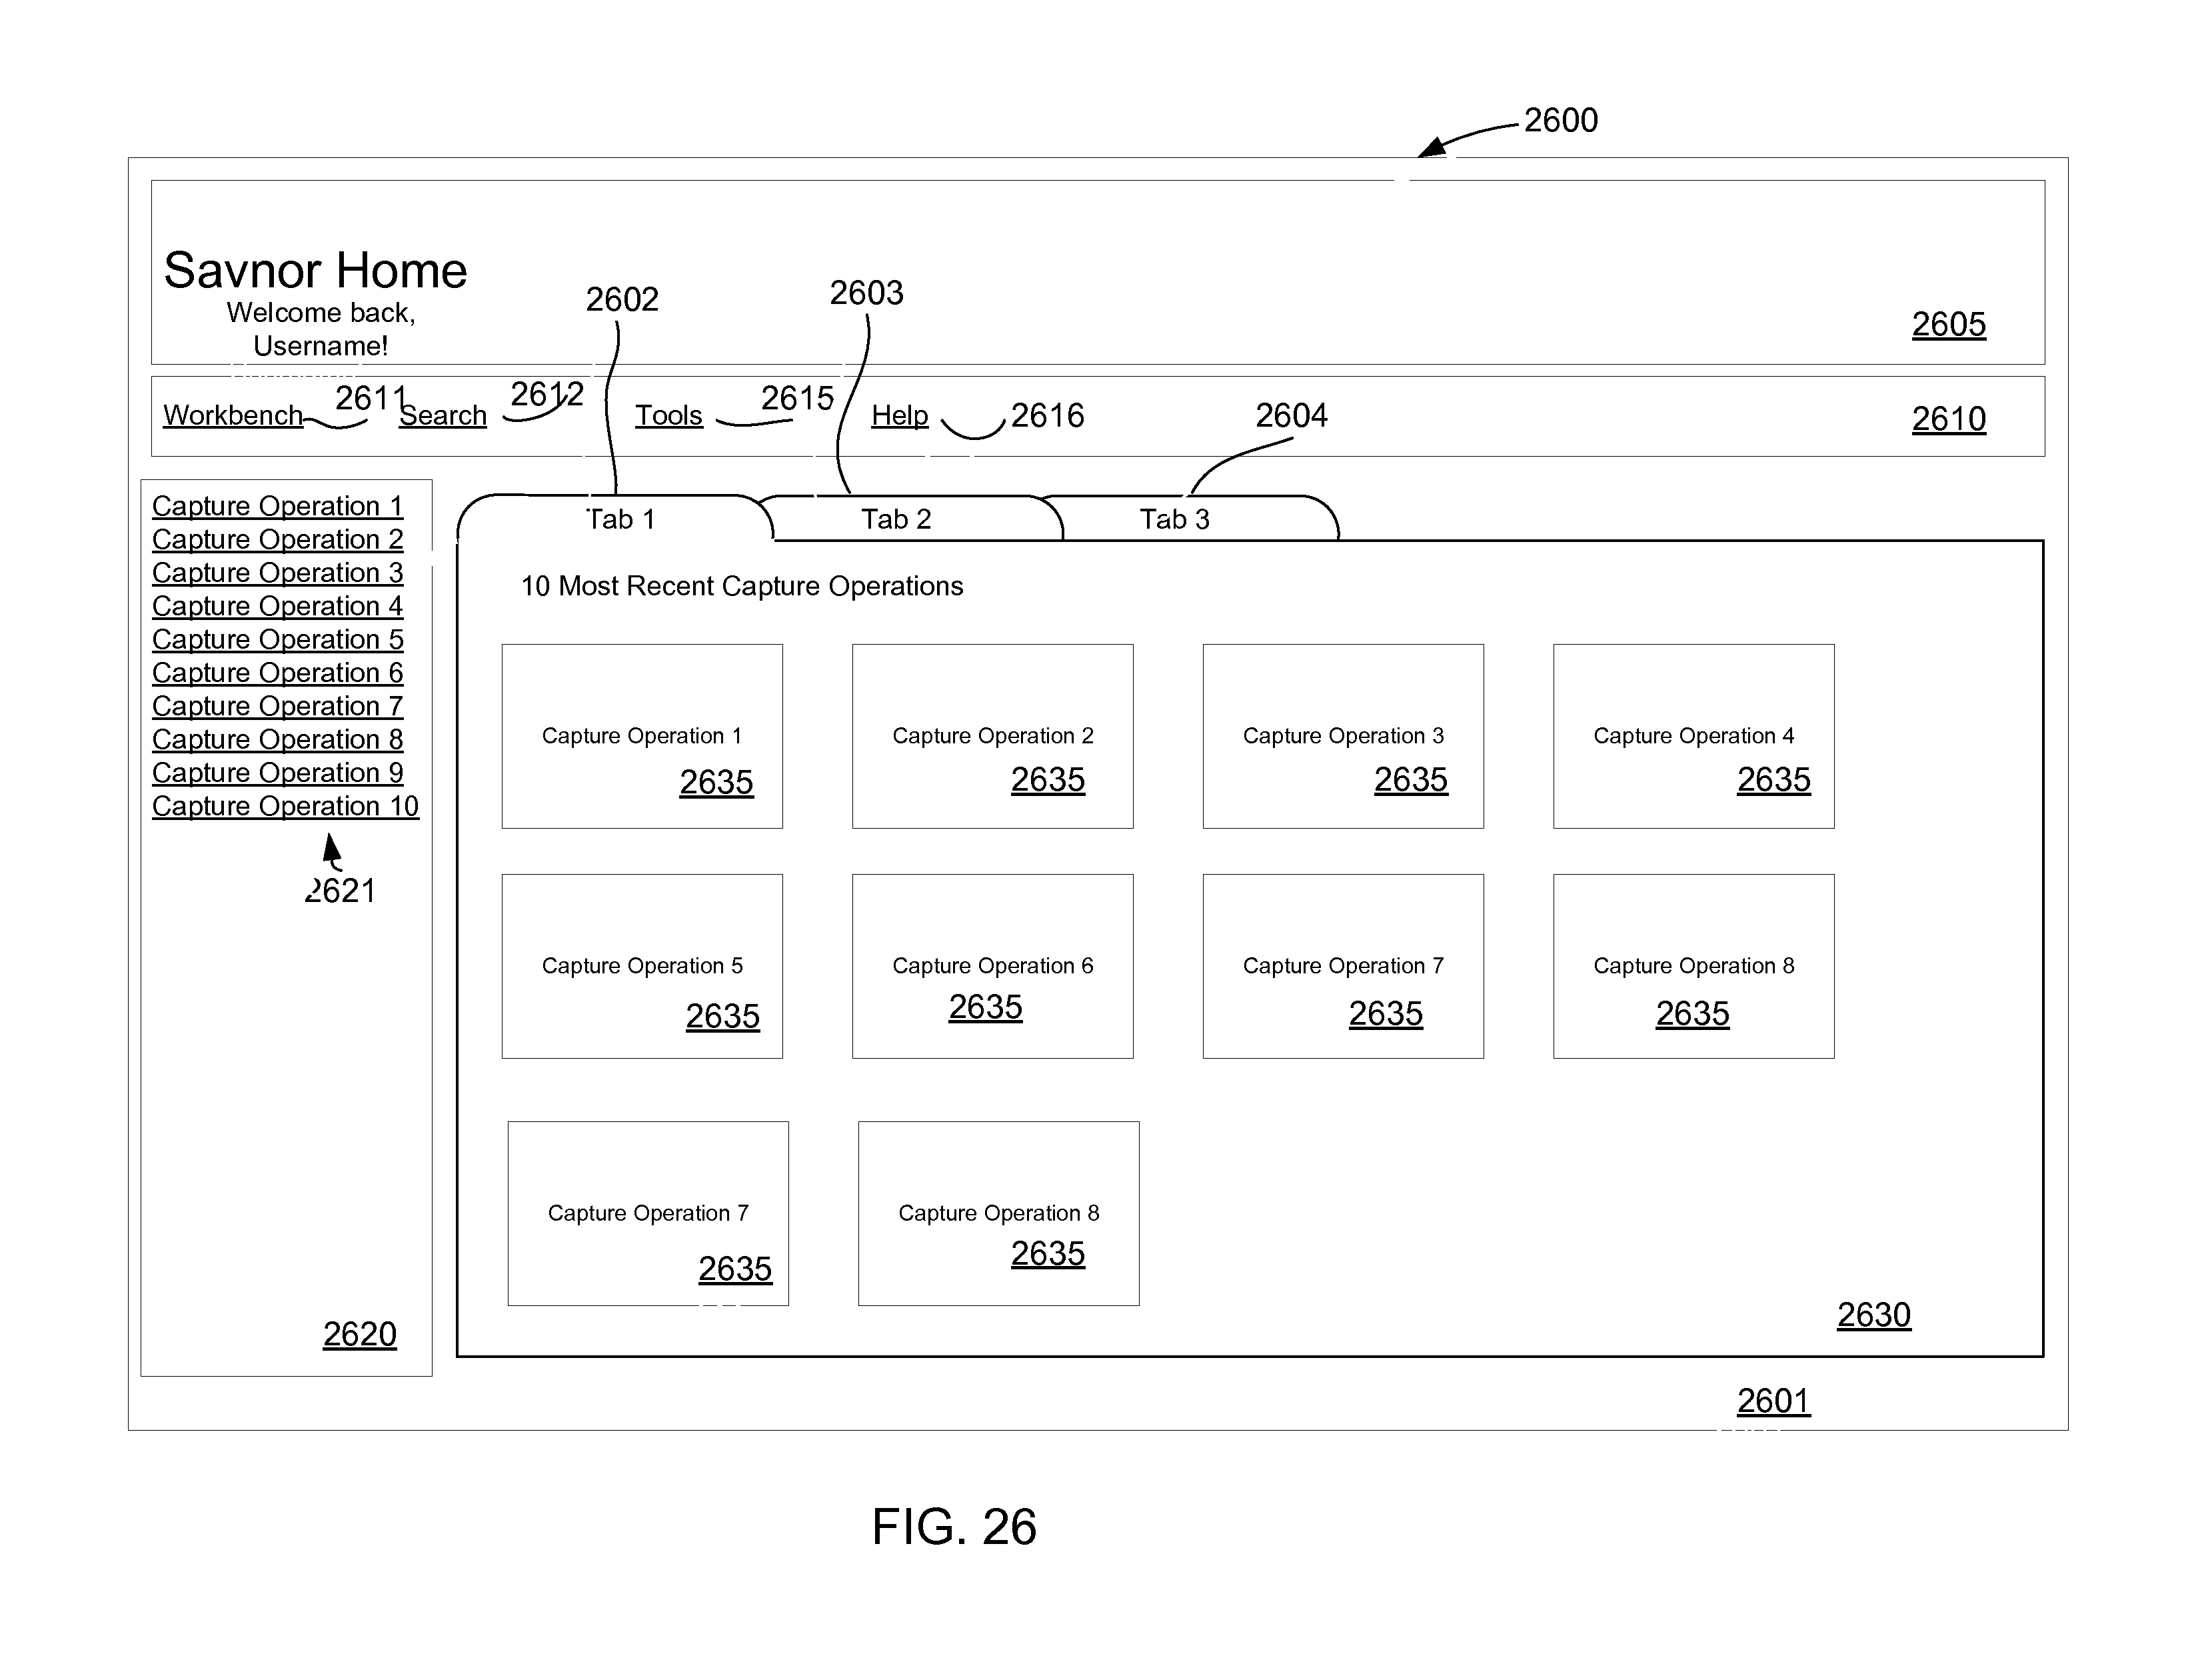 2600
Savnor Home
Welcome back,
Username!
2602
2603
2605
Workbench 2611 Search 2612 Tools 2615 Help 2616 2604 2610
Capture Operation 1
Capture Operation 2
Capture Operation 3
Capture Operation 4
Capture Operation 5
Capture Operation 6
Capture Operation 7
Capture Operation 8
Capture Operation 9
Capture Operation 10
2621
2620
Tab 1 Tab 2 Tab 3
10 Most Recent Capture Operations
Capture Operation 1 Capture Operation 2 Capture Operation 3 Capture Operation 4
2635 2635 2635 2635
Capture Operation 5 Capture Operation 6 Capture Operation 7 Capture Operation 8
2635 2635 2635 2635
Capture Operation 7 Capture Operation 8
2635 2635
2630
2601
FIG. 26